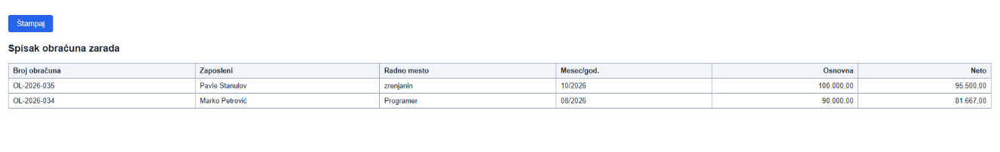 Štampaj
Spisak obračuna zarada
Broj obračuna Zaposleni Radno mesto Mesec/god. Osnovna Neto
OL-2026-035 Pavle Stanulov zrenjanin 10/2026 100.000,00 95.500,00
OL-2026-034 Marko Petrović Programer 08/2026 90.000,00 81.667,00